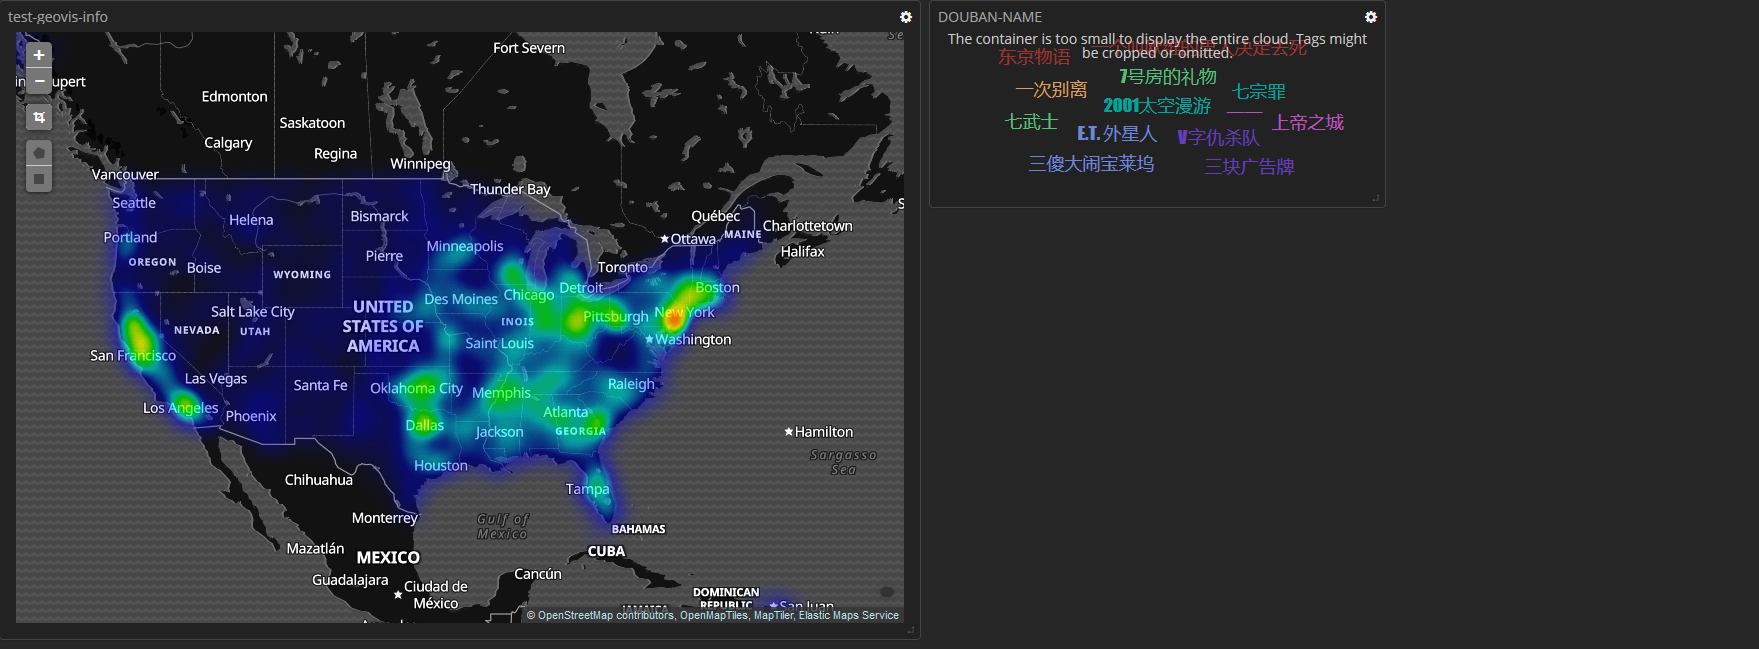 test-geovis-info
Fort Severn
Edmonton
Saskatoon
Calgary
Regina
Winnipeg
Vancouver
Thunder Bay
Seattle
Helena
Bismarck
Québec
Charlottetown
Portland
Minneapolis
Ottawa
MAINE
Halifax
OREGON
Boise
WYOMING
Pierre
Toronto
Salt Lake City
UNITED
STATES OF
AMERICA
Des Moines
Chicago
Detroit
Boston
NEVADA
UTAH
INOIS
Pittsburgh
New York
San Francisco
Saint Louis
Washington
Las Vegas
Santa Fe
Oklahoma City
Memphis
Raleigh
Los Angeles
Phoenix
Dallas
Jackson
Atlanta
GEORGIA
Hamilton
Houston
Sargasso
Sea
Chihuahua
Tampa
Monterrey
Gulf of
Mexico
BAHAMAS
Mazatlán
MEXICO
CUBA
Guadalajara
Ciudad de
México
Cancún
DOMINICAN
REPUBLIC
San Juan
© OpenStreetMap contributors, OpenMapTiles, MapTiler, Elastic Maps Service
DOUBAN-NAME
The container is too small to display the entire cloud. Tags might
be cropped or omitted.
东京物语
一次别离
7号房的礼物
七宗罪
2001太空漫游
七武士
E.T. 外星人
一一
上帝之城
V字仇杀队
三傻大闹宝莱坞
三块广告牌